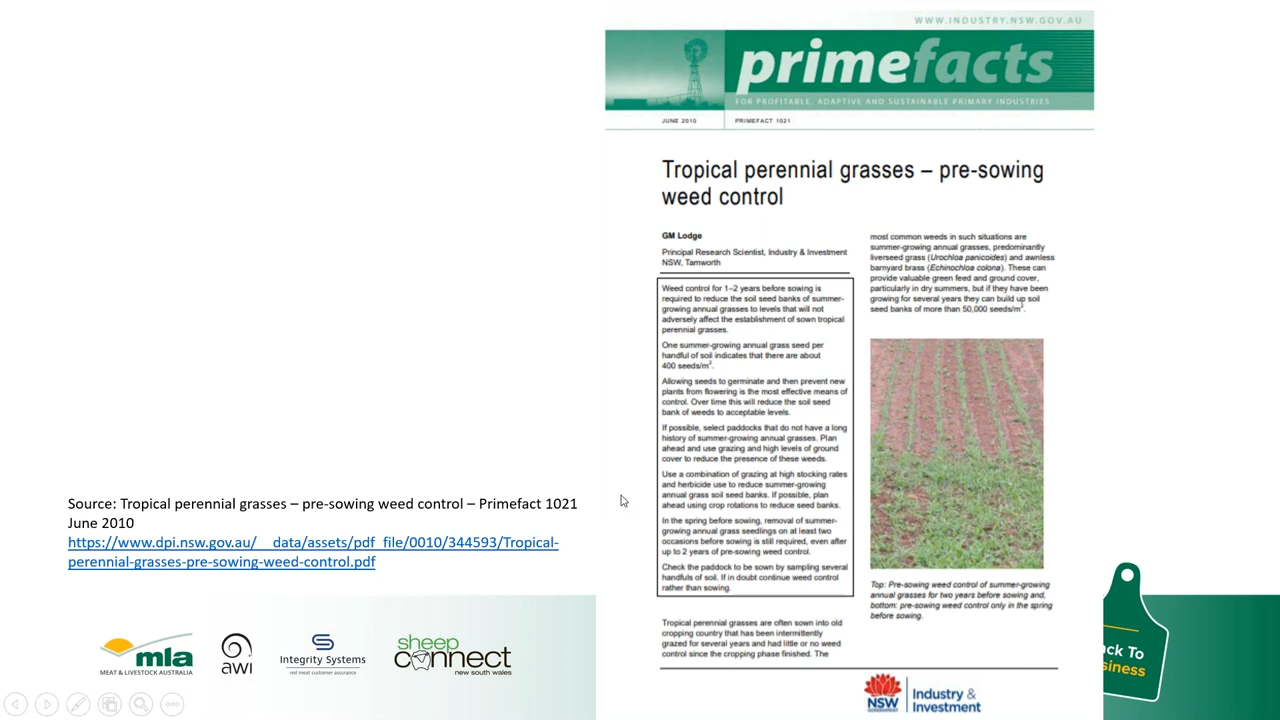 WWW.INDUSTRY.NSW.GOV.AU
primefacts
FOR PROFITABLE, ADAPTIVE AND SUSTAINABLE PRIMARY INDUSTRIES
JUNE 2010
PRIMEFACT 1021
Tropical perennial grasses – pre-sowing
weed control
GM Lodge
Principal Research Scientist, Industry & Investment
NSW, Tamworth
Weed control for 1–2 years before sowing is
required to reduce the soil seed banks of summer-
growing annual grasses to levels that will not
adversely affect the establishment of sown tropical
perennial grasses.
One summer-growing annual grass seed per
handful of soil indicates that there are about
400 seeds/m².
Allowing seeds to germinate and then prevent new
plants from flowering is the most effective means of
control. Over time this will reduce the soil seed
bank of weeds to acceptable levels.
If possible, select paddocks that do not have a long
history of summer-growing annual grasses. Plan
ahead and use grazing and high levels of ground
cover to reduce the presence of these weeds.
Use a combination of grazing at high stocking rates
and herbicide use to reduce summer-growing
annual grass soil seed banks. If possible, plan
ahead using crop rotations to reduce seed banks.
In the spring before sowing, removal of summer-
growing annual grass seedlings on at least two
occasions before sowing is still required, even after
up to 2 years of pre-sowing weed control.
Check the paddock to be sown by sampling several
handfuls of soil. If in doubt continue weed control
rather than sowing.
Tropical perennial grasses are often sown into old
cropping country that has been intermittently
grazed for several years and had little or no weed
control since the cropping phase finished. The
most common weeds in such situations are
summer-growing annual grasses, predominantly
liverseed grass (Urochloa panicoides) and awnless
barnyard brass (Echinochloa colona). These can
provide valuable green feed and ground cover,
particularly in dry summers, but if they have been
growing for several years they can build up soil
seed banks of more than 50,000 seeds/m².
Top: Pre-sowing weed control of summer-growing
annual grasses for two years before sowing and,
bottom: pre-sowing weed control only in the spring
before sowing.
NSW
GOVERNMENT
Industry &
Investment
Source: Tropical perennial grasses – pre-sowing weed control – Primefact 1021
June 2010
https://www.dpi.nsw.gov.au/__data/assets/pdf_file/0010/344593/Tropical-
perennial-grasses-pre-sowing-weed-control.pdf
mla
MEAT & LIVESTOCK AUSTRALIA
awi
Integrity Systems
red meat customer assurance
sheep
connect
new south wales
ck To
siness